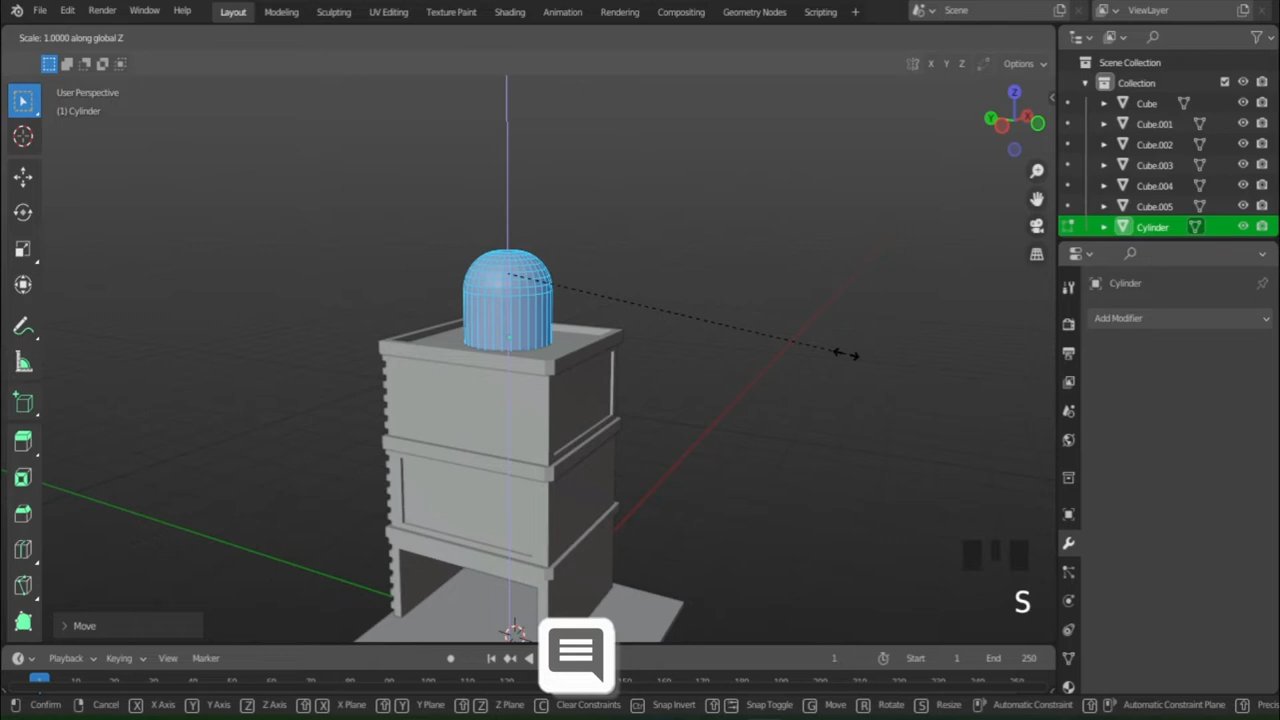 File Edit Render Window Help Layout Modeling Sculpting UV Editing Texture Paint Shading Animation Rendering Compositing Geometry Nodes Scripting + Scene ViewLayer
Scale: 1.0000 along global Z
X Y Z Options
User Perspective
(1) Cylinder
Z
Y
X
Scene Collection
Collection
Cube
Cube.001
Cube.002
Cube.003
Cube.004
Cube.005
Cylinder
Cylinder
Add Modifier
S
Move
Playback Keying View Marker 1 Start 1 End 250
1
Confirm Cancel X X Axis Y Y Axis Z Z Axis X X Plane Y Y Plane Z Z Plane C Clear Constraints Ctrl Snap Invert Snap Toggle G Move R Rotate S Resize Automatic Constraint Automatic Constraint Plane